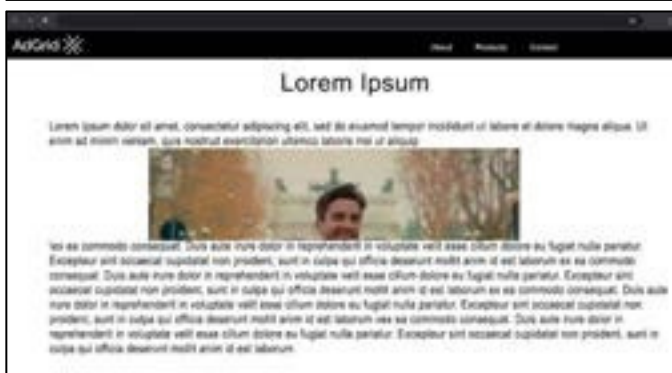 AdGrid
About Products Contact
Lorem Ipsum
Lorem ipsum dolor sit amet, consectetur adipiscing elit, sed do eiusmod tempor incididunt ut labore et dolore magna aliqua. Ut
enim ad minim veniam, quis nostrud exercitation ullamco laboris nisi ut aliquip
ex ea commodo consequat. Duis aute irure dolor in reprehenderit in voluptate velit esse cillum dolore eu fugiat nulla pariatur.
Excepteur sint occaecat cupidatat non proident, sunt in culpa qui officia deserunt mollit anim id est laborum ex ea commodo
consequat. Duis aute irure dolor in reprehenderit in voluptate velit esse cillum dolore eu fugiat nulla pariatur. Excepteur sint
occaecat cupidatat non proident, sunt in culpa qui officia deserunt mollit anim id est laborum ex ea commodo consequat. Duis aute
irure dolor in reprehenderit in voluptate velit esse cillum dolore eu fugiat nulla pariatur. Excepteur sint occaecat cupidatat non
proident, sunt in culpa qui officia deserunt mollit anim id est laborum ex ea commodo consequat. Duis aute irure dolor in
reprehenderit in voluptate velit esse cillum dolore eu fugiat nulla pariatur. Excepteur sint occaecat cupidatat non proident, sunt in
culpa qui officia deserunt mollit anim id est laborum.